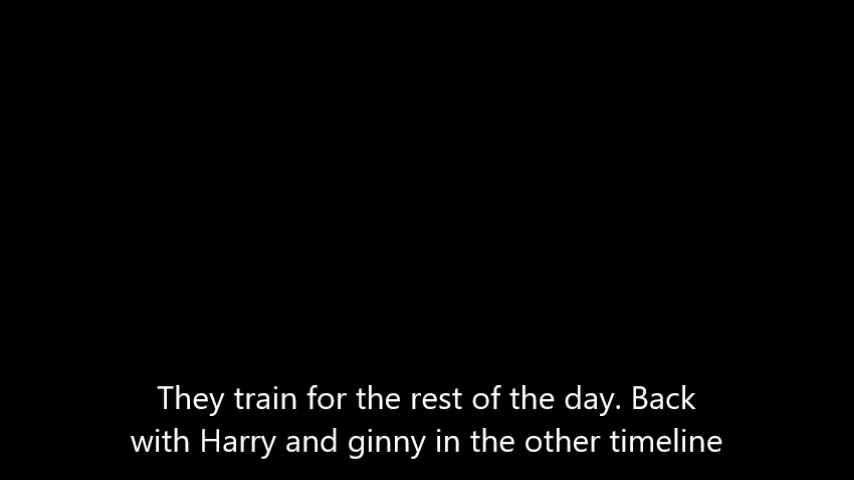 They train for the rest of the day. Back
with Harry and ginny in the other timeline